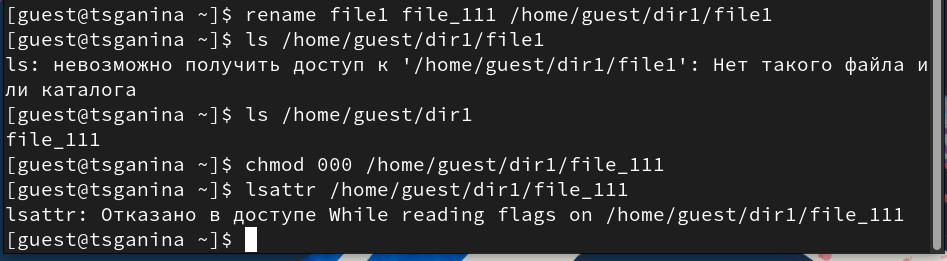 [guest@tsganina ~]$ rename file1 file_111 /home/guest/dir1/file1
[guest@tsganina ~]$ ls /home/guest/dir1/file1
ls: невозможно получить доступ к '/home/guest/dir1/file1': Нет такого файла и
ли каталога
[guest@tsganina ~]$ ls /home/guest/dir1
file_111
[guest@tsganina ~]$ chmod 000 /home/guest/dir1/file_111
[guest@tsganina ~]$ lsattr /home/guest/dir1/file_111
lsattr: Отказано в доступе While reading flags on /home/guest/dir1/file_111
[guest@tsganina ~]$